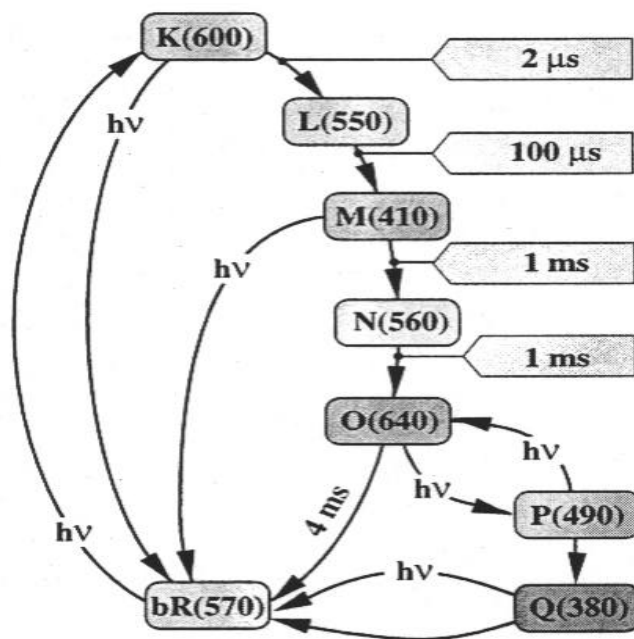 K(600)
2 μs
hν
L(550)
100 μs
M(410)
hν
1 ms
N(560)
1 ms
O(640)
hν
hν
4 ms
P(490)
hν
hν
bR(570)
Q(380)